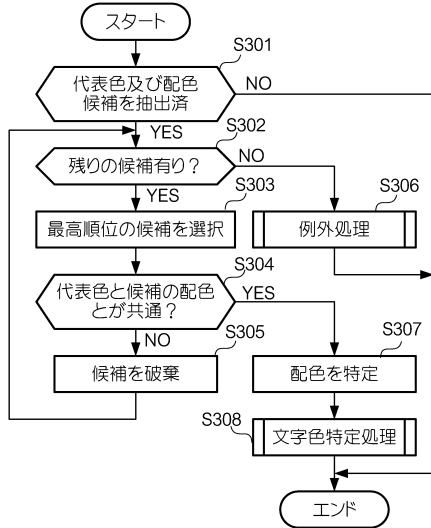 スタート
S301
代表色及び配色
候補を抽出済
NO
YES
S302
残りの候補有り？
NO
YES
S303
最高順位の候補を選択
S306
例外処理
S304
代表色と候補の配色
とが共通？
YES
NO
S305
候補を破棄
S307
配色を特定
S308
文字色特定処理
エンド